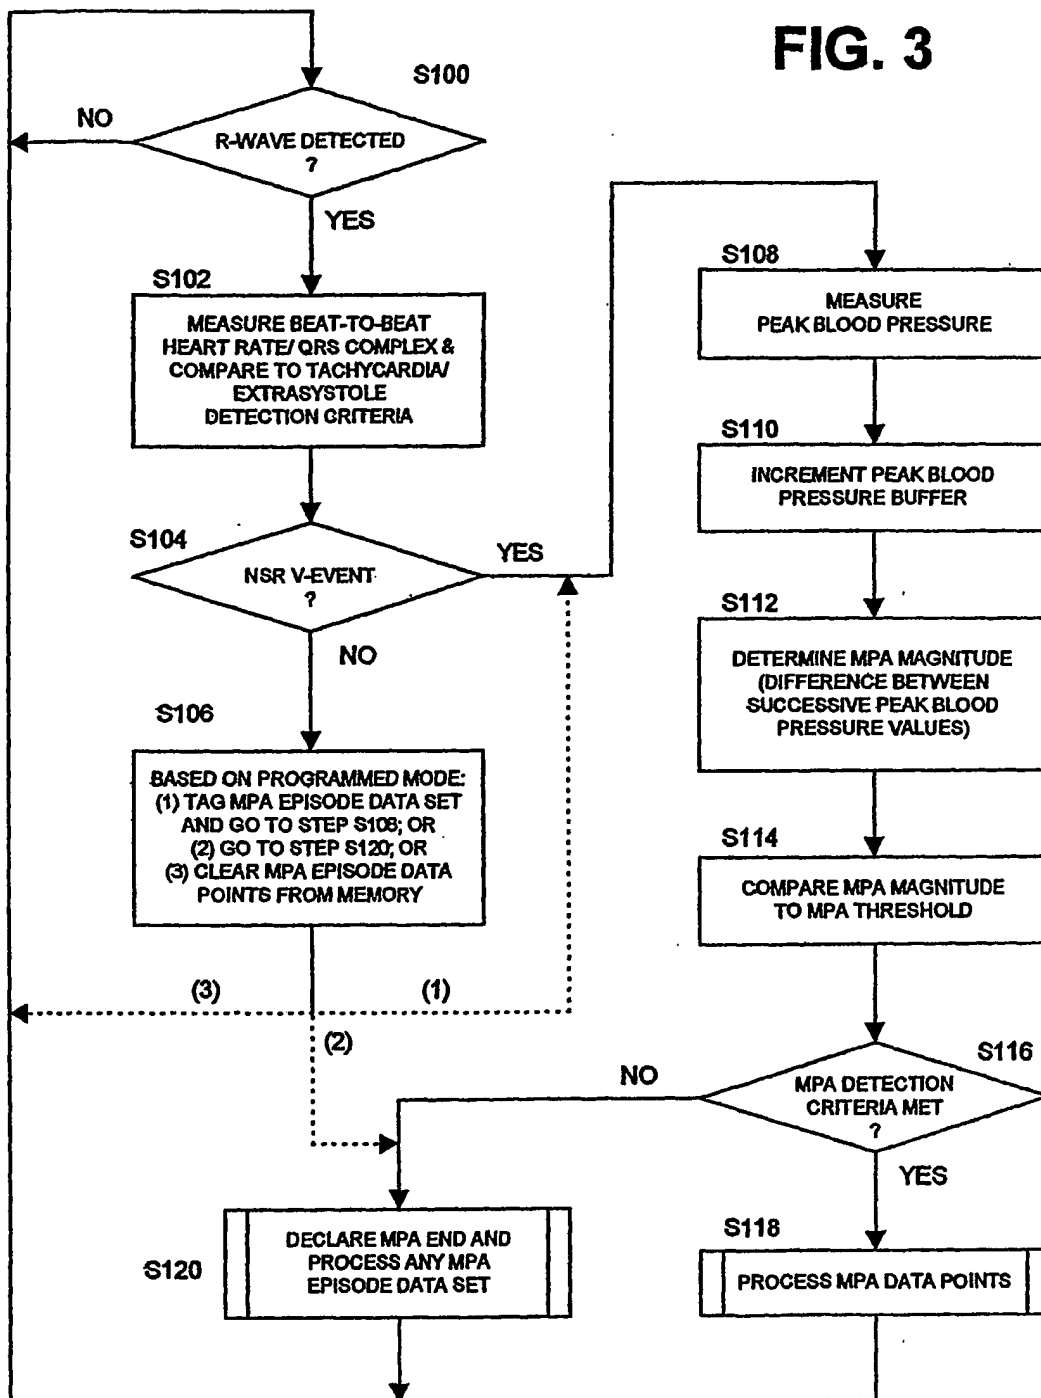 FIG. 3
S100
NO
R-WAVE DETECTED
?
YES
S102
MEASURE BEAT-TO-BEAT
HEART RATE/ QRS COMPLEX &
COMPARE TO TACHYCARDIA/
EXTRASYSTOLE
DETECTION CRITERIA
S104
YES
NSR V-EVENT
?
NO
S106
BASED ON PROGRAMMED MODE:
(1) TAG MPA EPISODE DATA SET
AND GO TO STEP S108; OR
(2) GO TO STEP S120; OR
(3) CLEAR MPA EPISODE DATA
POINTS FROM MEMORY
(3)
(1)
(2)
S108
MEASURE
PEAK BLOOD PRESSURE
S110
INCREMENT PEAK BLOOD
PRESSURE BUFFER
S112
DETERMINE MPA MAGNITUDE
(DIFFERENCE BETWEEN
SUCCESSIVE PEAK BLOOD
PRESSURE VALUES)
S114
COMPARE MPA MAGNITUDE
TO MPA THRESHOLD
S116
NO
MPA DETECTION
CRITERIA MET
?
YES
S118
PROCESS MPA DATA POINTS
S120
DECLARE MPA END AND
PROCESS ANY MPA
EPISODE DATA SET